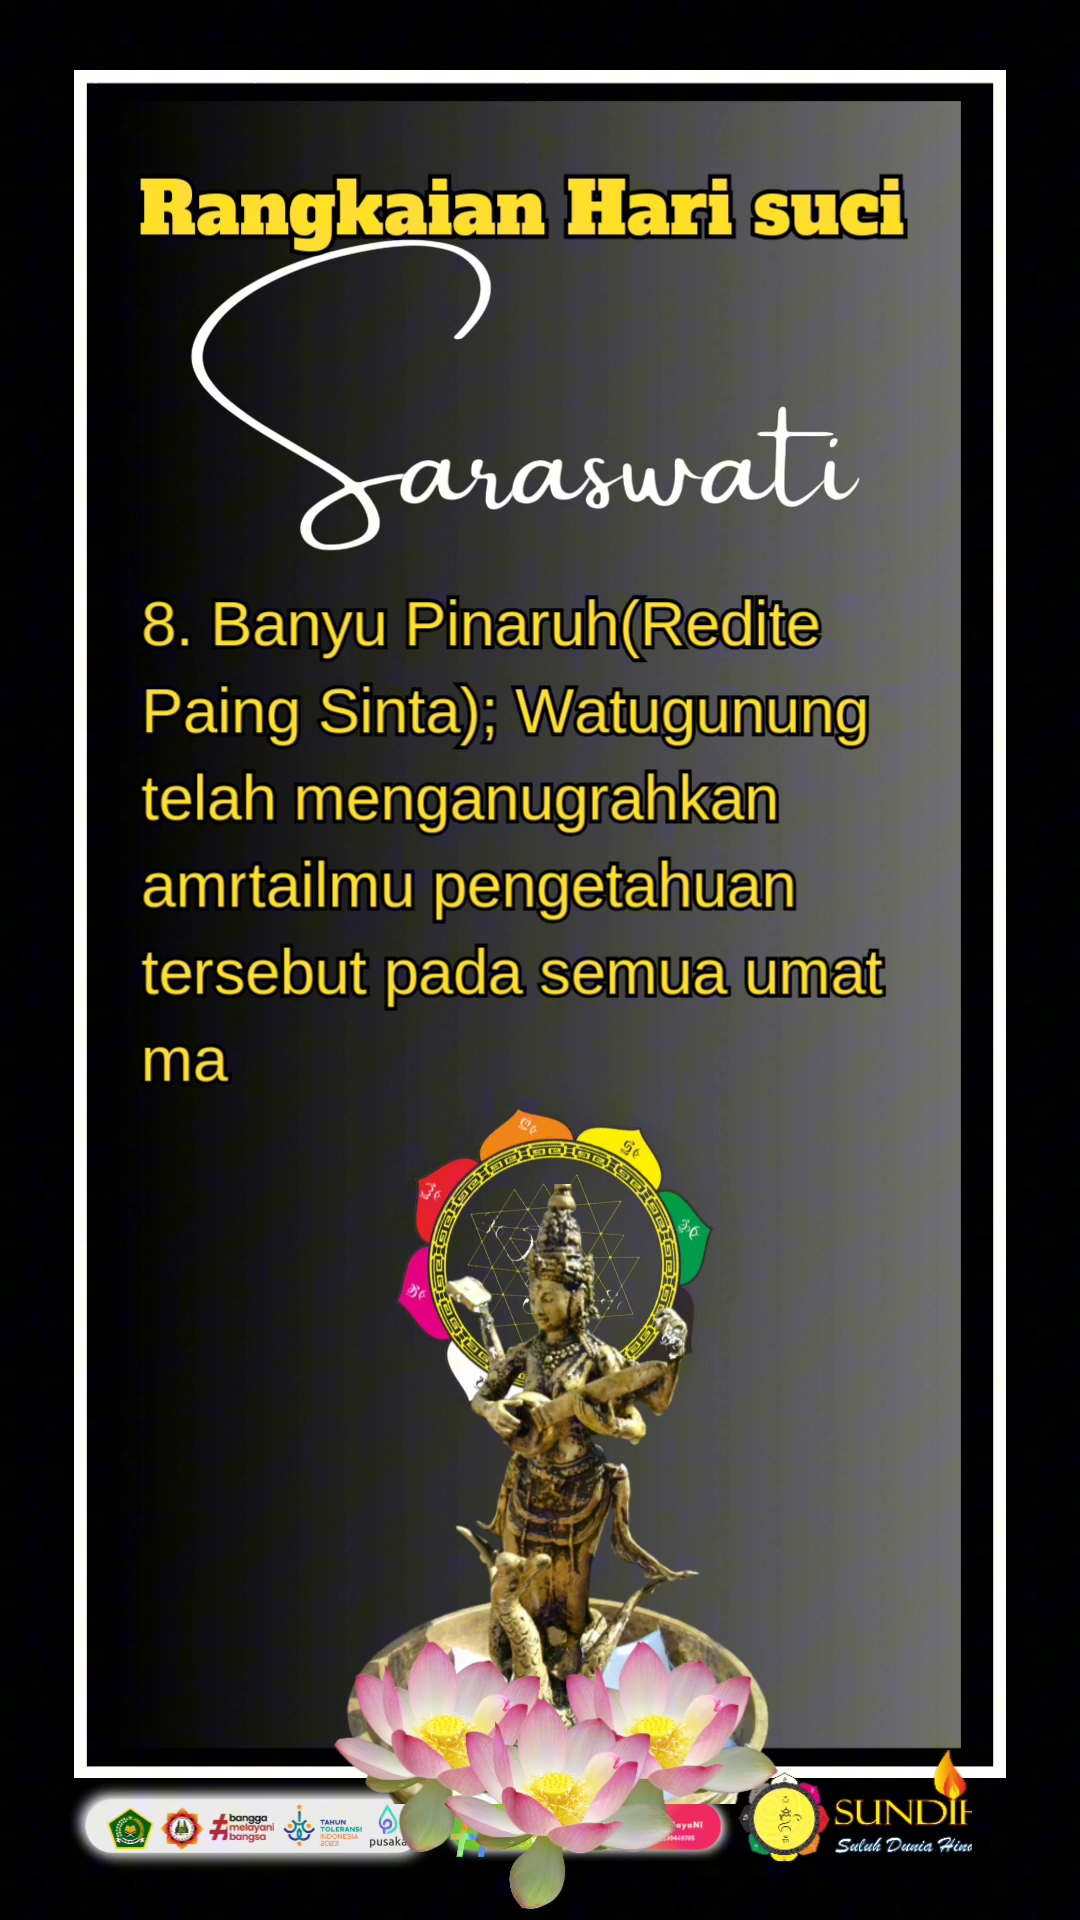 Rangkaian Hari suci
Saraswati
8. Banyu Pinaruh(Redite
Paing Sinta); Watugunung
telah menganugrahkan
amrtailmu pengetahuan
tersebut pada semua umat
ma
#bangga
melayani
bangsa
TAHUN
TOLERANSI
INDONESIA
2023
pusaka
#
SUNDIH
Suluh Dunia Hind